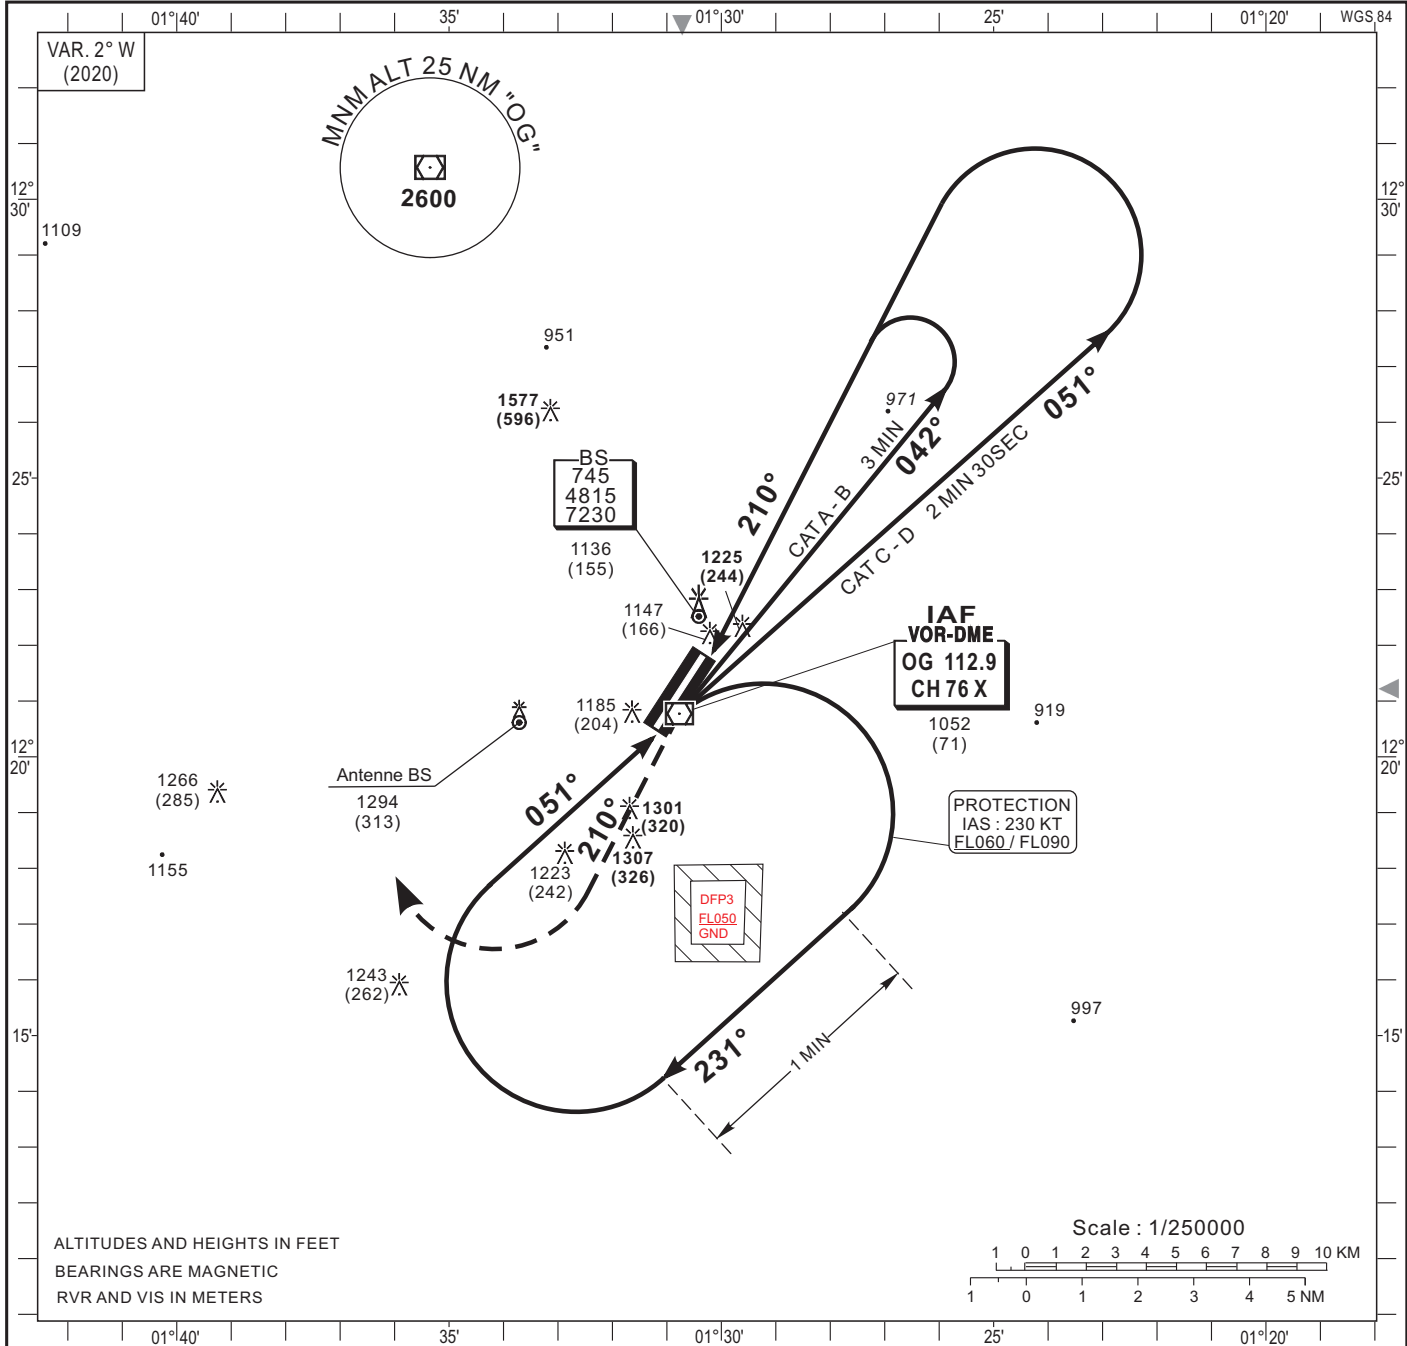 01°40'
35'
01°30'
25'
01°20'
WGS 84
VAR. 2° W
(2020)
MNM ALT 25 NM "OG"
2600
12°
30'
12°
30'
1109
951
1577
(596)
971
051°
042°
3 MIN
CAT A - B
2 MIN 30SEC
CAT C - D
210°
25'
25'
BS
745
4815
7230
1136
(155)
1225
(244)
1147
(166)
IAF
VOR-DME
OG 112.9
CH 76 X
1052
(71)
919
1185
(204)
12°
20'
12°
20'
Antenne BS
1294
(313)
1266
(285)
1155
051°
210°
1301
(320)
1307
(326)
1223
(242)
PROTECTION
IAS : 230 KT
FL060 / FL090
DFP3
FL050
GND
1243
(262)
997
15'
15'
231°
1 MIN
ALTITUDES AND HEIGHTS IN FEET
BEARINGS ARE MAGNETIC
RVR AND VIS IN METERS
Scale : 1/250000
1 0 1 2 3 4 5 6 7 8 9 10 KM
1 0 1 2 3 4 5 NM
01°40'
35'
01°30'
25'
01°20'